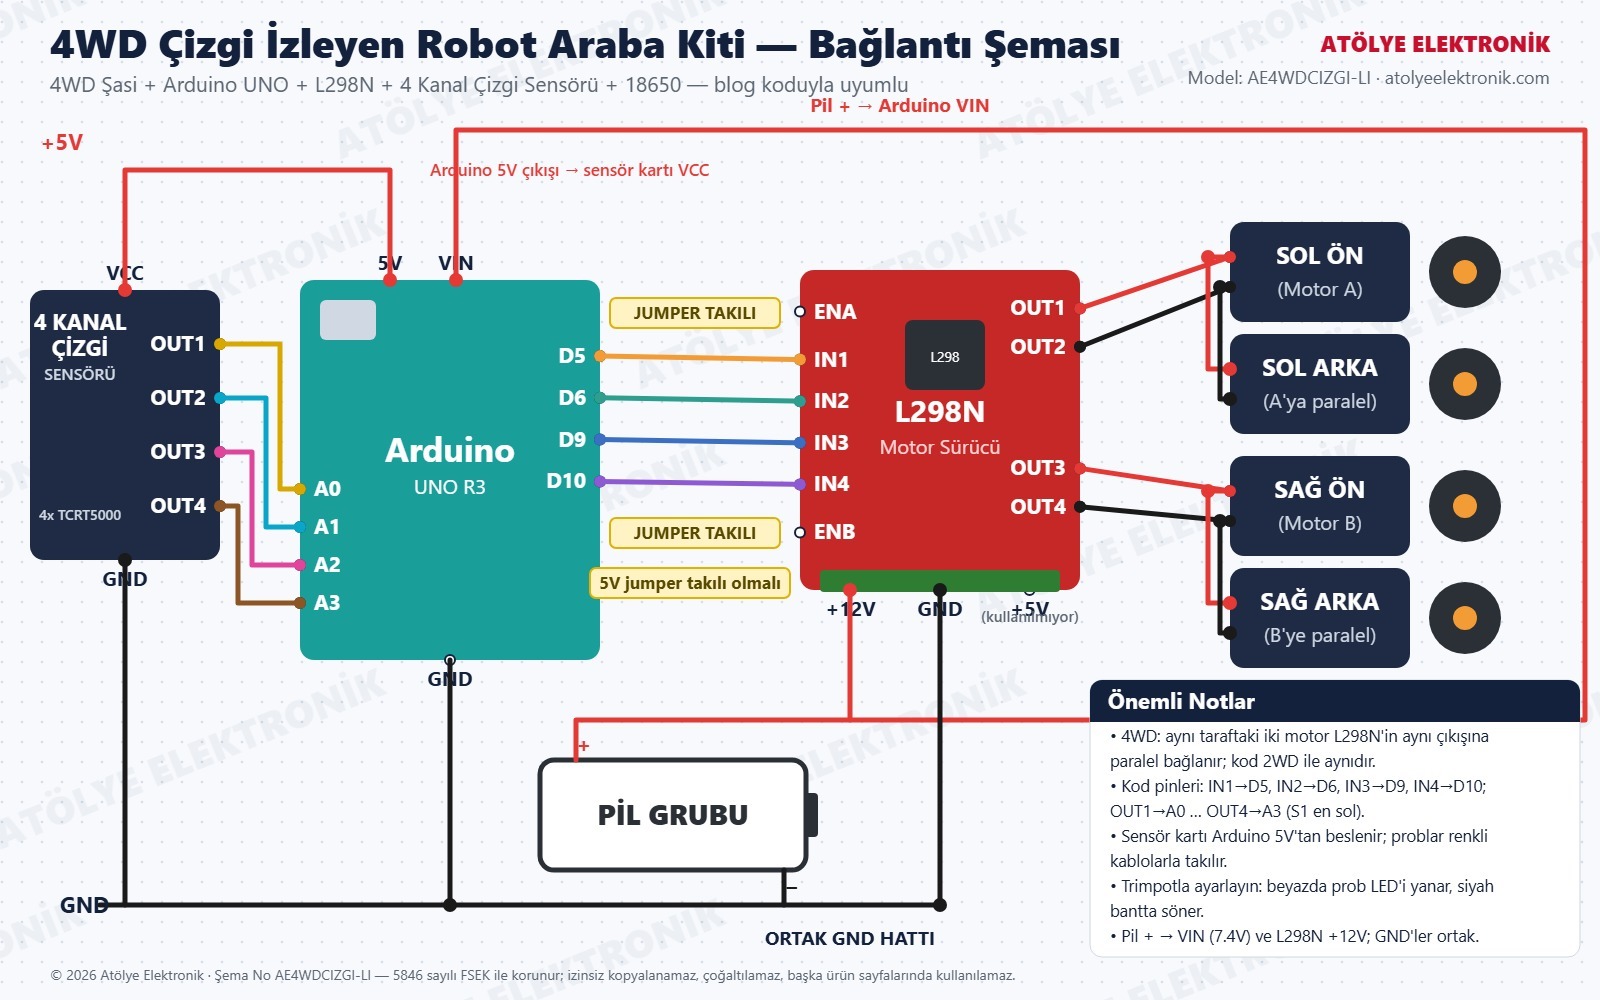 4WD Çizgi İzleyen Robot Araba Kiti — Bağlantı Şeması
ATÖLYE ELEKTRONİK
4WD Şasi + Arduino UNO + L298N + 4 Kanal Çizgi Sensörü + 18650 — blog koduyla uyumlu
Model: AE4WDCIZGI-LI · atolyeelektronik.com
Pil + → Arduino VIN
+5V
Arduino 5V çıkışı → sensör kartı VCC
VCC
5V
VIN
4 KANAL
ÇİZGİ
SENSÖRÜ
OUT1
OUT2
OUT3
OUT4
4x TCRT5000
GND
Arduino
UNO R3
A0
A1
A2
A3
D5
D6
D9
D10
GND
JUMPER TAKILI
JUMPER TAKILI
5V jumper takılı olmalı
ENA
IN1
IN2
IN3
IN4
ENB
L298
L298N
Motor Sürücü
OUT1
OUT2
OUT3
OUT4
+12V
GND
+5V
(kullanılmıyor)
SOL ÖN
(Motor A)
SOL ARKA
(A'ya paralel)
SAĞ ÖN
(Motor B)
SAĞ ARKA
(B'ye paralel)
+
PİL GRUBU
–
GND
ORTAK GND HATTI
Önemli Notlar
• 4WD: aynı taraftaki iki motor L298N'in aynı çıkışına
paralel bağlanır; kod 2WD ile aynıdır.
• Kod pinleri: IN1→D5, IN2→D6, IN3→D9, IN4→D10;
OUT1→A0 ... OUT4→A3 (S1 en sol).
• Sensör kartı Arduino 5V'tan beslenir; problar renkli
kablolarla takılır.
• Trimpotla ayarlayın: beyazda prob LED'i yanar, siyah
bantta söner.
• Pil + → VIN (7.4V) ve L298N +12V; GND'ler ortak.
© 2026 Atölye Elektronik · Şema No AE4WDCIZGI-LI — 5846 sayılı FSEK ile korunur; izinsiz kopyalanamaz, çoğaltılamaz, başka ürün sayfalarında kullanılamaz.